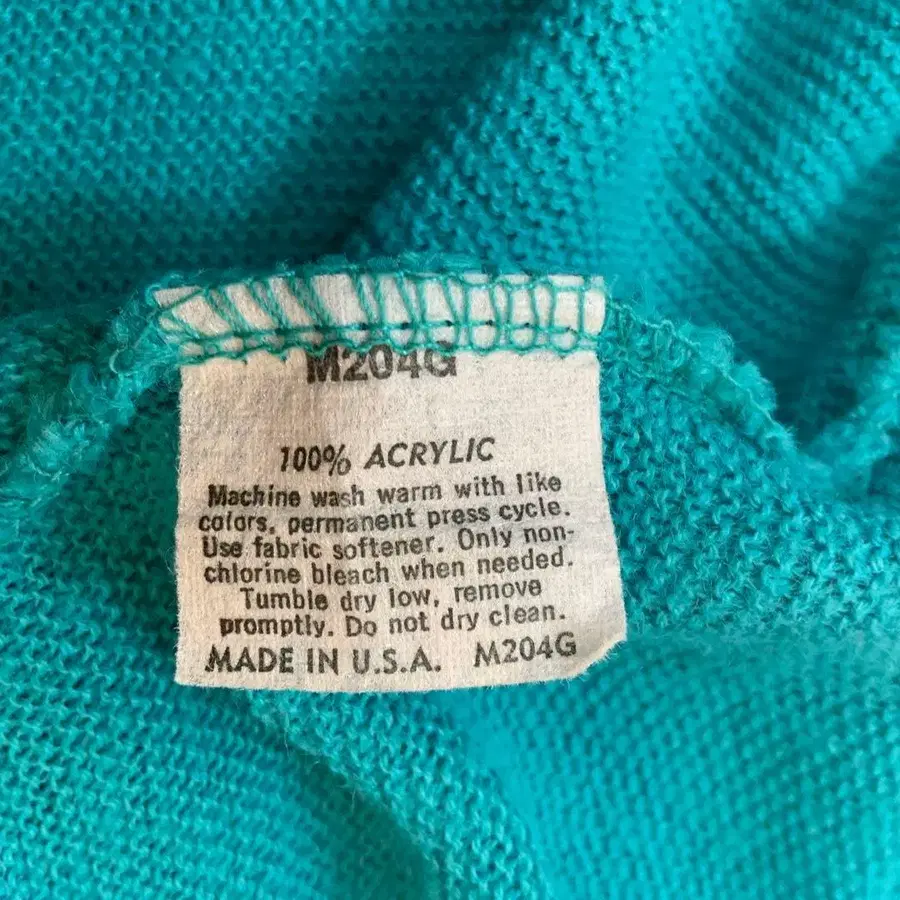 M204G
100% ACRYLIC
Machine wash warm with like
colors, permanent press cycle.
Use fabric softener. Only non-
chlorine bleach when needed.
Tumble dry low, remove
promptly. Do not dry clean.
MADE IN U.S.A. M204G